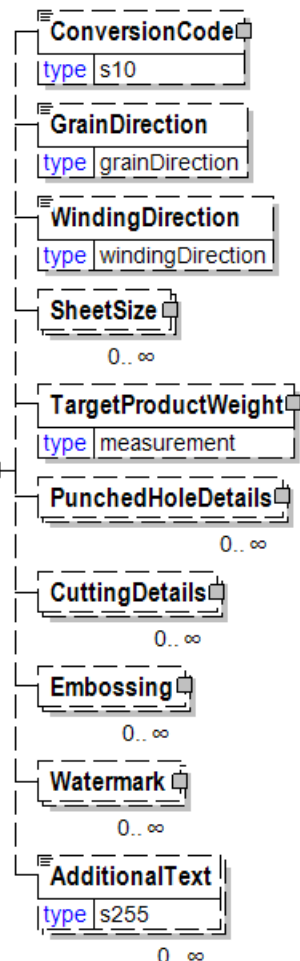 ConversionCode
type s10
GrainDirection
type grainDirection
WindingDirection
type windingDirection
SheetSize
0.. ∞
TargetProductWeight
type measurement
PunchedHoleDetails
0.. ∞
CuttingDetails
0.. ∞
Embossing
0.. ∞
Watermark
0.. ∞
AdditionalText
type s255
0.. ∞